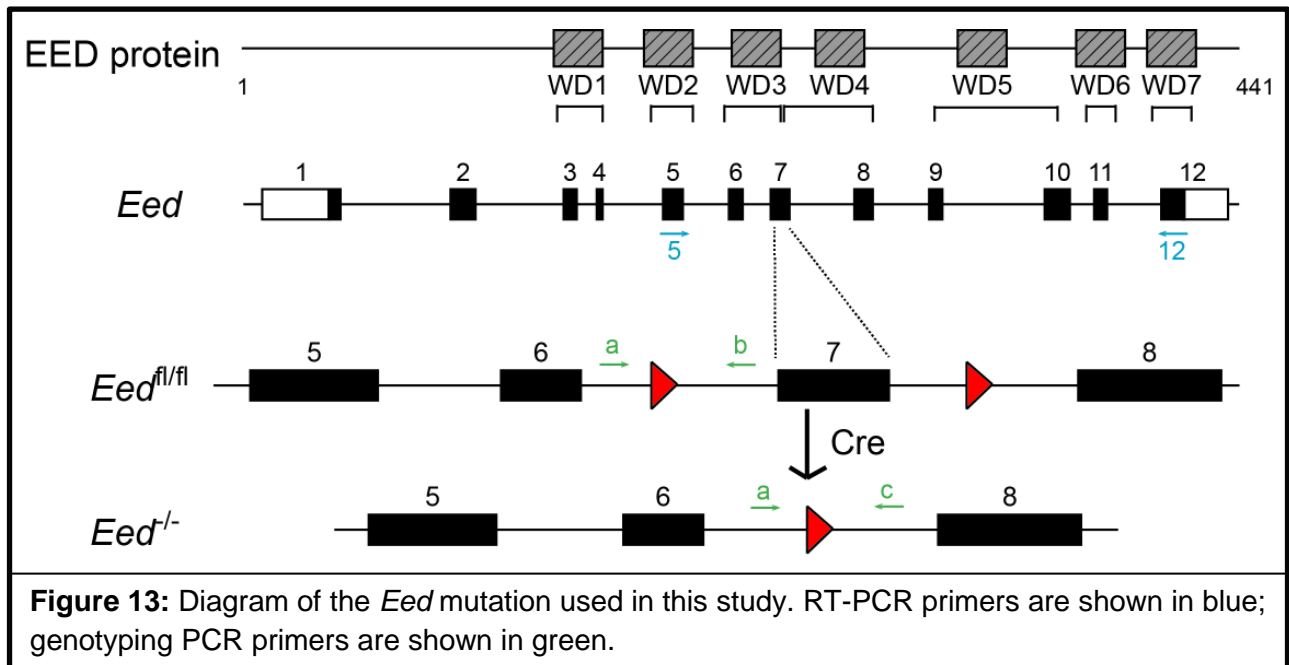 EED protein
1
WD1 WD2 WD3 WD4 WD5 WD6 WD7
441
1 2 3 4 5 6 7 8 9 10 11 12
Eed
5 12
a b
5 6 7 8
Eed fl/fl
Cre
a c
5 6 8
Eed -/-
Figure 13: Diagram of the Eed mutation used in this study. RT-PCR primers are shown in blue;
genotyping PCR primers are shown in green.